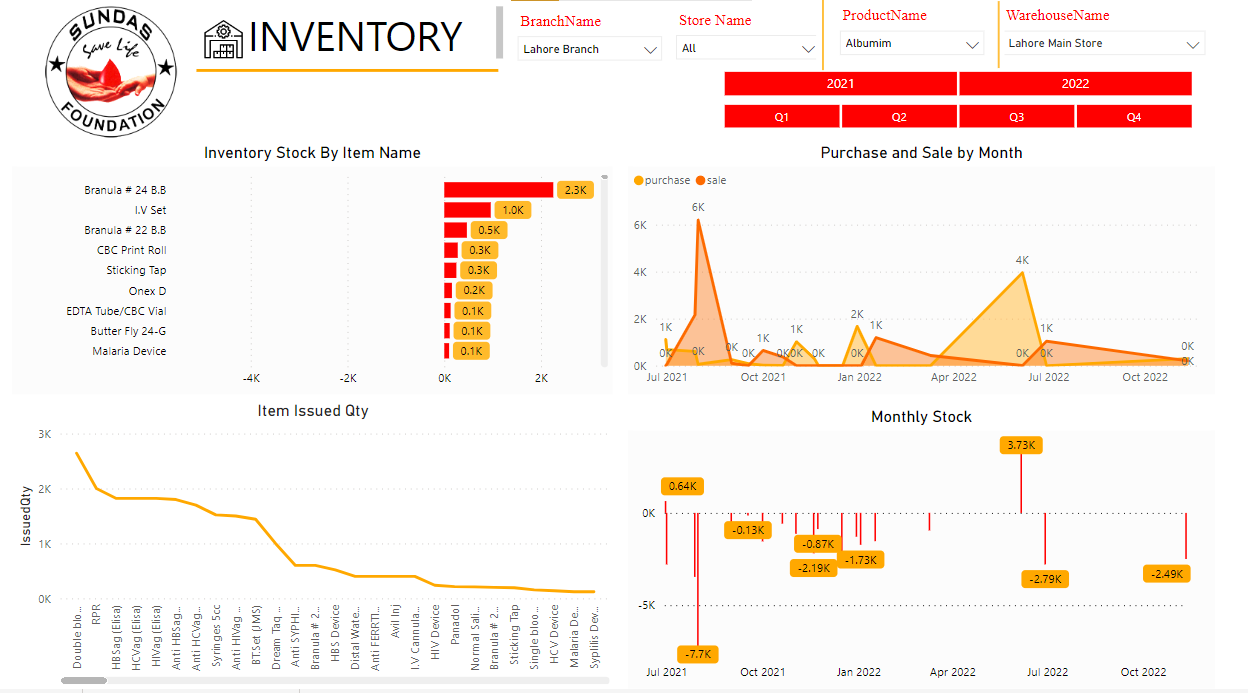 SUNDAS
Save Life
FOUNDATION
INVENTORY
BranchName
Lahore Branch
Store Name
All
ProductName
Albumim
WarehouseName
Lahore Main Store
2021
2022
Q1
Q2
Q3
Q4
Inventory Stock By Item Name
Branula # 24 B.B
2.3K
I.V Set
1.0K
Branula # 22 B.B
0.5K
CBC Print Roll
0.3K
Sticking Tap
0.3K
Onex D
0.2K
EDTA Tube/CBC Vial
0.1K
Butter Fly 24-G
0.1K
Malaria Device
0.1K
-4K
-2K
0K
2K
Purchase and Sale by Month
purchase
sale
6K
4K
2K
0K
1K
0K
6K
0K
0K
0K
1K
0K
1K
0K
0K
2K
0K
1K
4K
0K
1K
0K
0K
0K
Jul 2021
Oct 2021
Jan 2022
Apr 2022
Jul 2022
Oct 2022
Item Issued Qty
IssuedQty
3K
2K
1K
0K
Double blo...
RPR
HBSag (Elisa)
HCVag (Elisa)
HIVag (Elisa)
Anti HBSag...
Anti HCVag...
Syringes 5cc
Anti HIVag ...
BT.Set (JMS)
Dream Taq ...
Anti SYPHI...
Branula # 2...
HBS Device
Distal Wate...
Anti FERRTI...
Avil Inj
I.V Cannula...
HIV Device
Panadol
Normal Sali...
Branula # 2...
Sticking Tap
Single bloo...
HCV Device
Malaria De...
Syplilis Dev...
Monthly Stock
0K
-5K
0.64K
-7.7K
-0.13K
-0.87K
-2.19K
-1.73K
3.73K
-2.79K
-2.49K
Jul 2021
Oct 2021
Jan 2022
Apr 2022
Jul 2022
Oct 2022